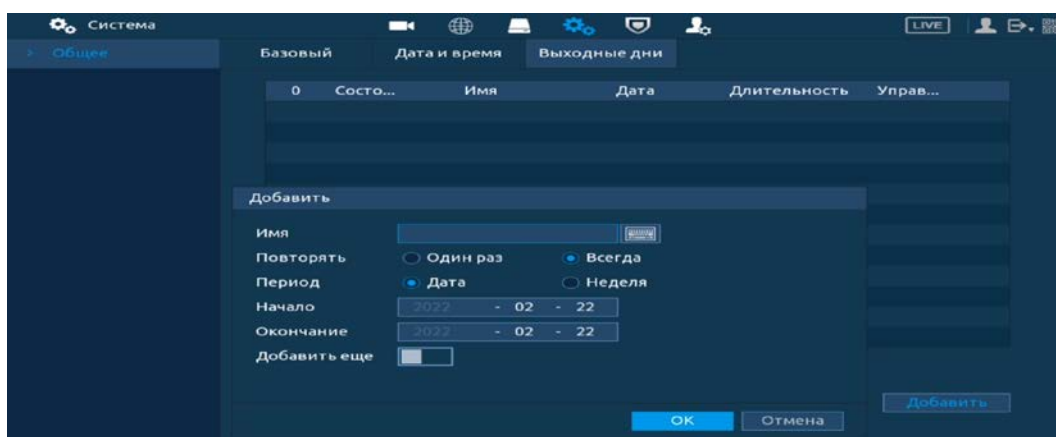 Система LIVE
Общее Базовый Дата и время Выходные дни
0 Состо... Имя Дата Длительность Управ...
Добавить
Имя
Повторять Один раз Всегда
Период Дата Неделя
Начало 2022 - 02 - 22
Окончание 2022 - 02 - 22
Добавить еще
Добавить
OK Отмена